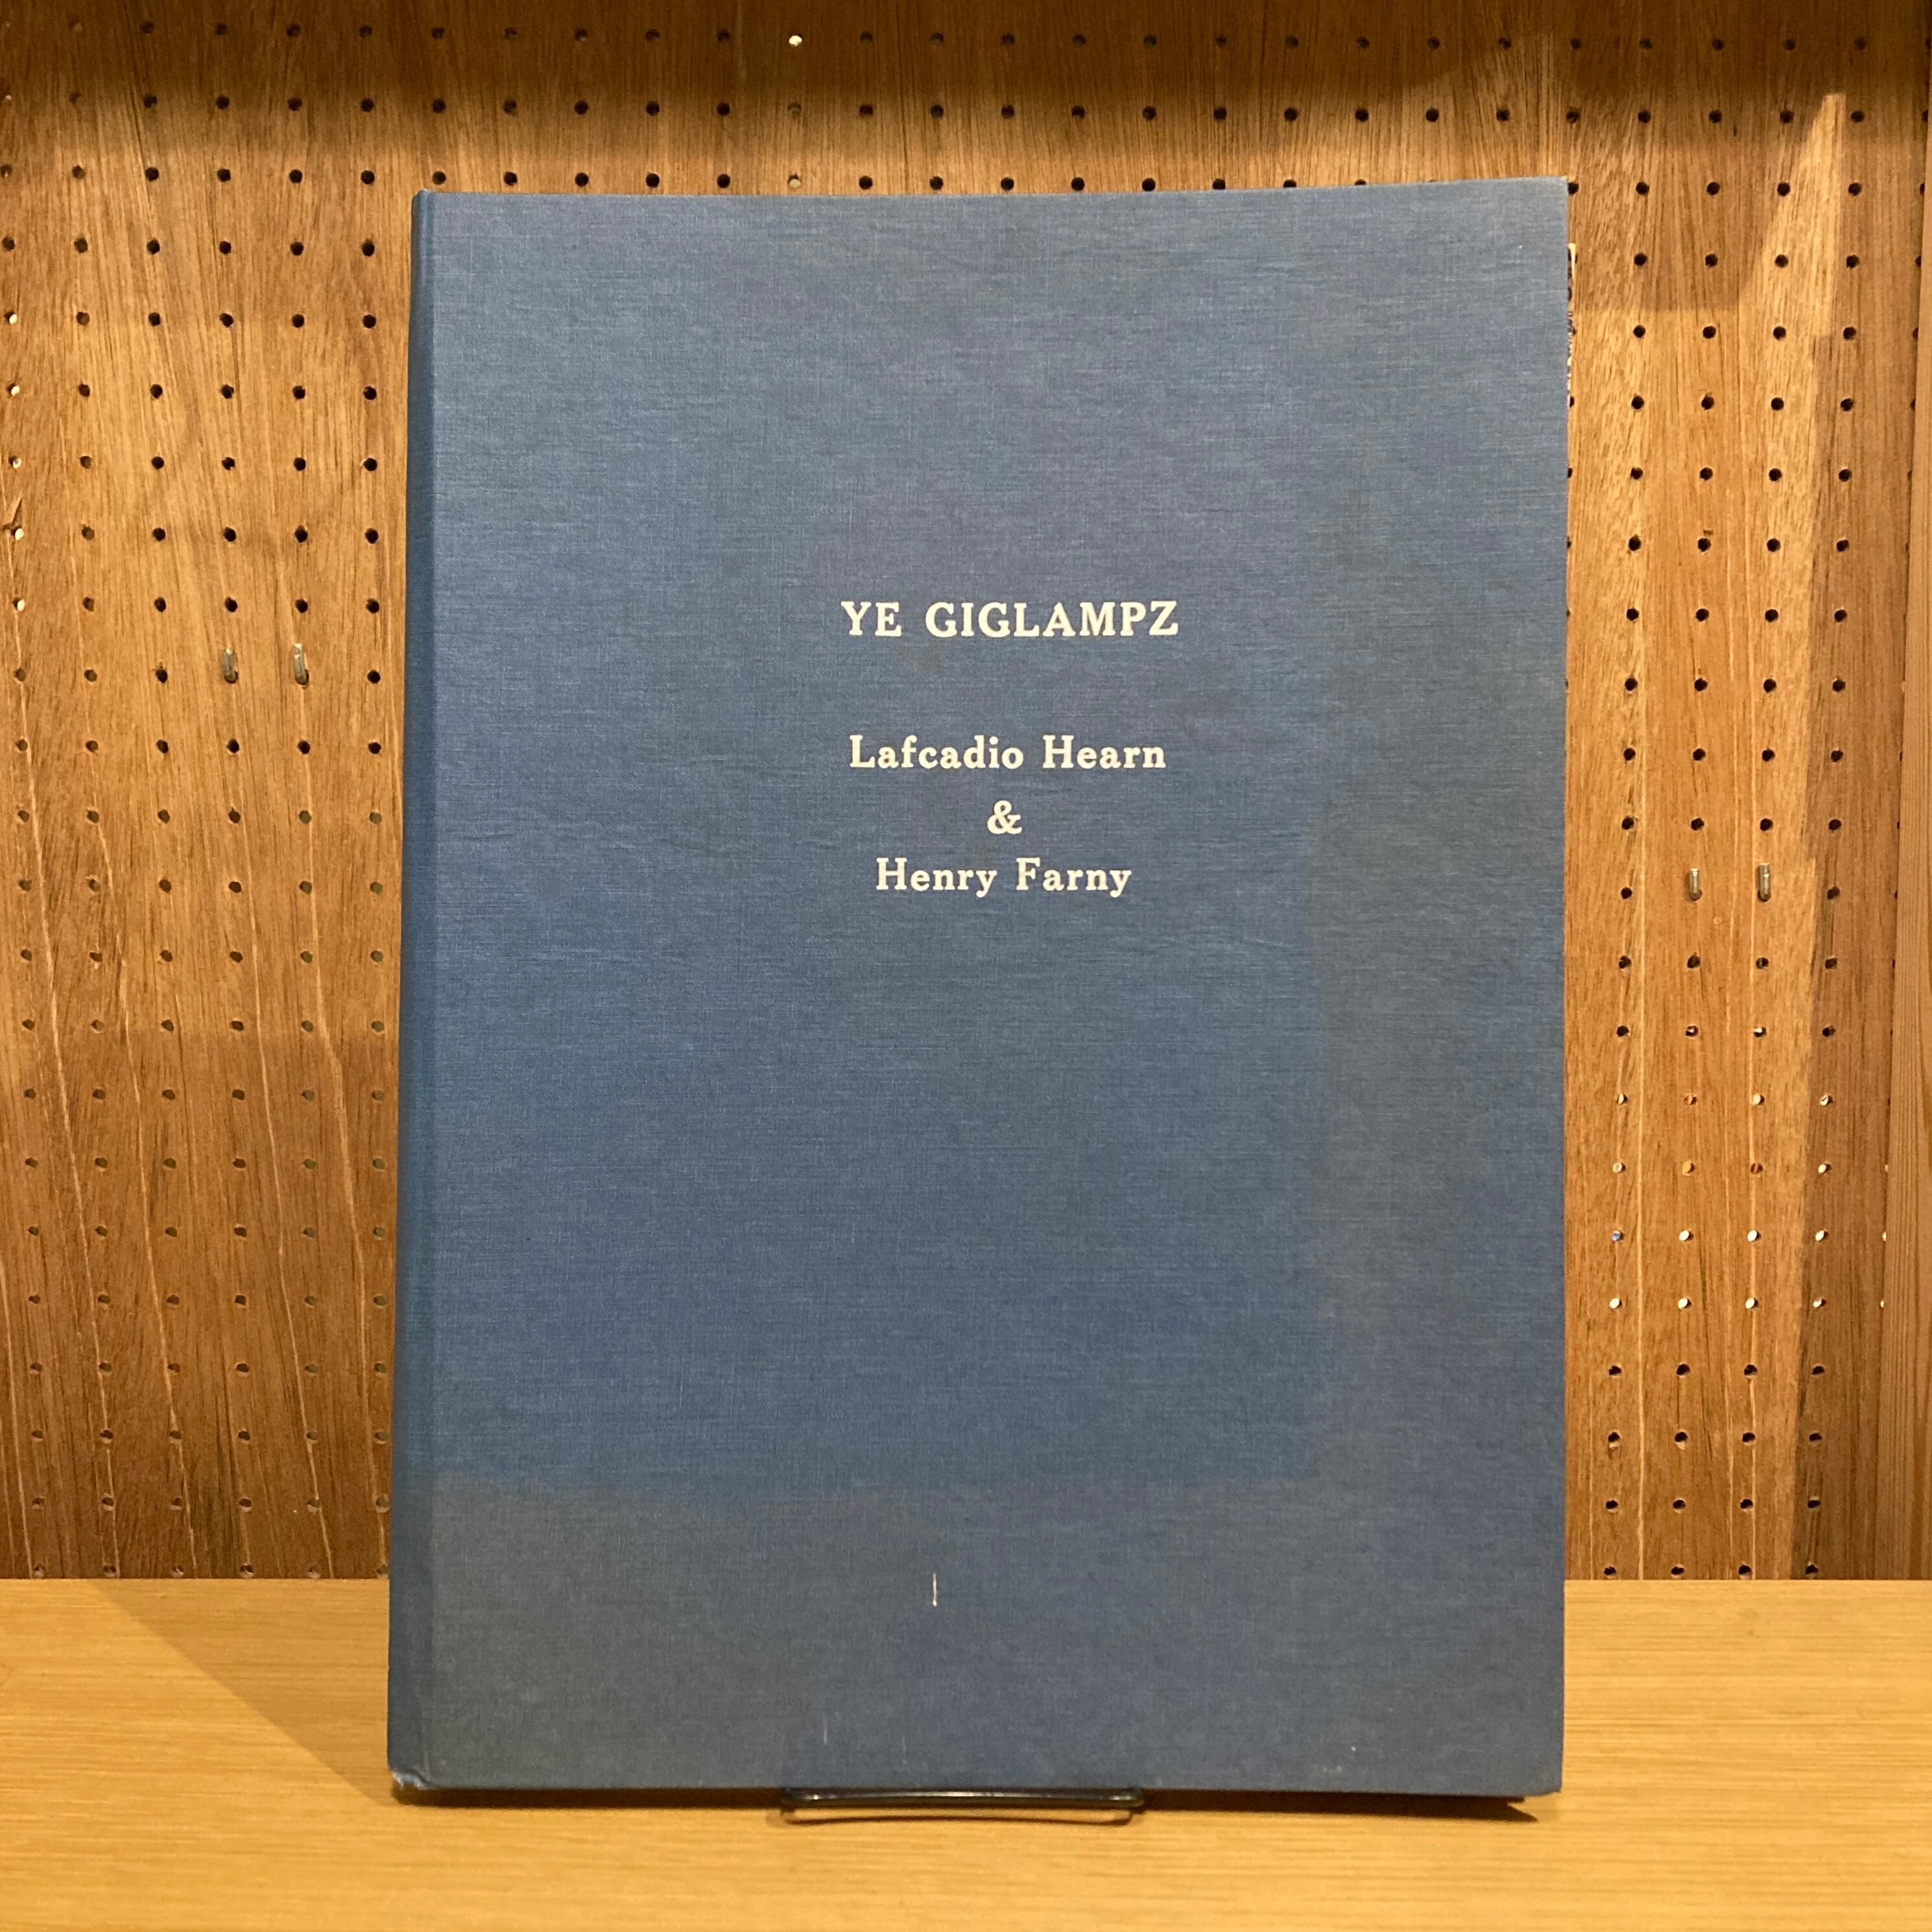 YE GIGLAMPZ
Lafcadio Hearn
&
Henry Farny